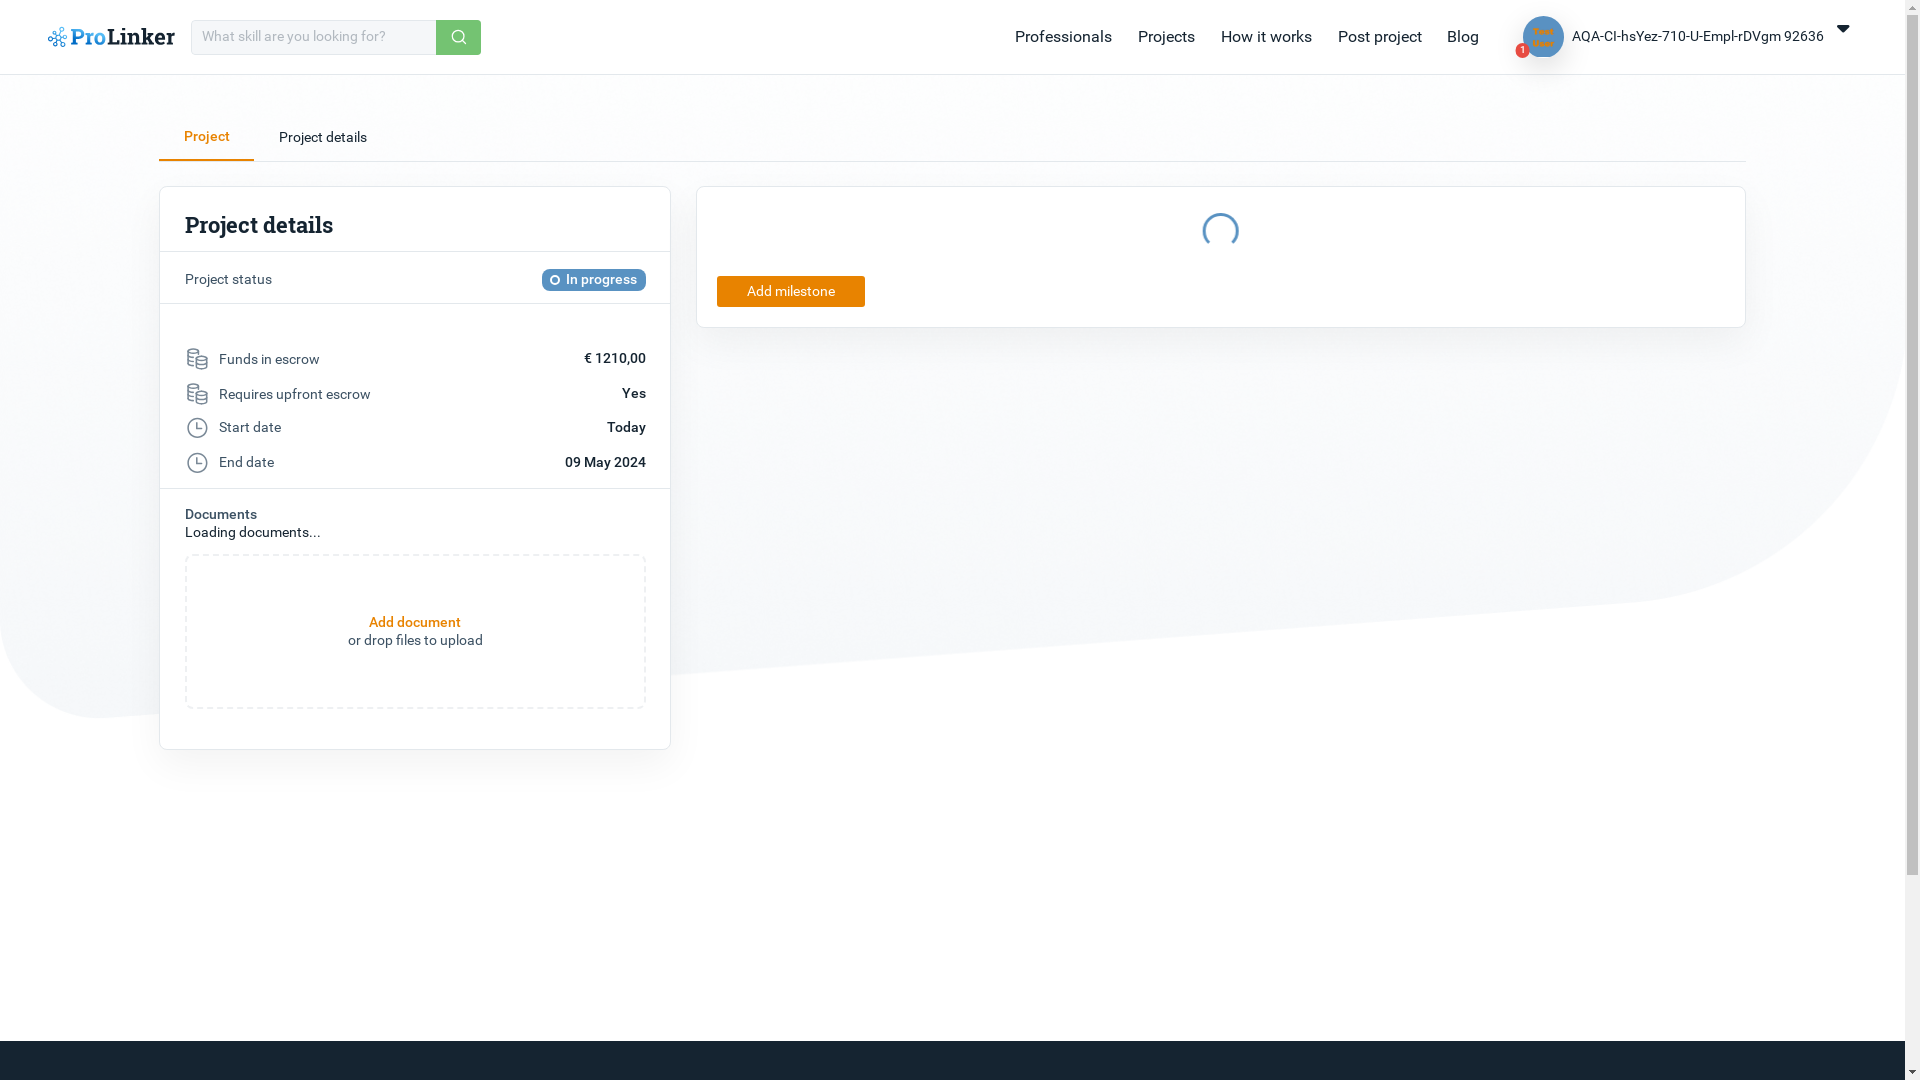 ProLinker
What skill are you looking for?
Professionals
Projects
How it works
Post project
Blog
Test
User
1
AQA-CI-hsYez-710-U-Empl-rDVgm 92636
Project
Project details
Project details
Project status
In progress
Funds in escrow
€ 1210,00
Requires upfront escrow
Yes
Start date
Today
End date
09 May 2024
Documents
Loading documents...
Add document
or drop files to upload
Add milestone